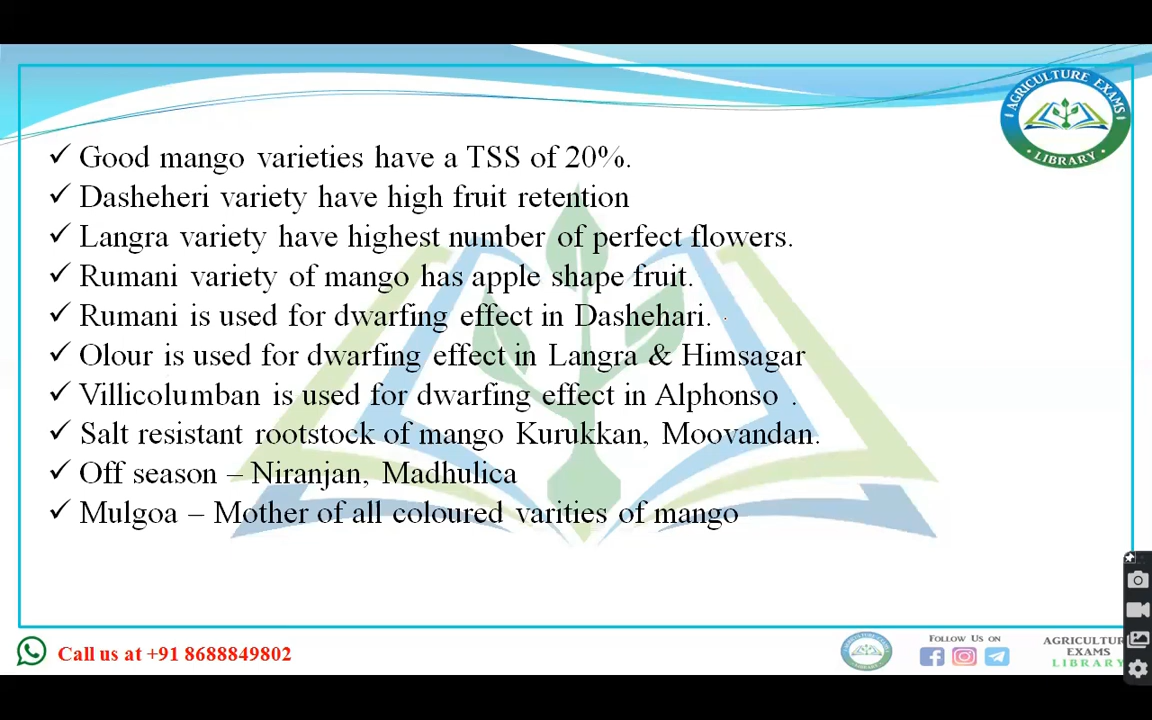 AGRICULTURE EXAMS
LIBRARY
✓ Good mango varieties have a TSS of 20%.
✓ Dasheheri variety have high fruit retention
✓ Langra variety have highest number of perfect flowers.
✓ Rumani variety of mango has apple shape fruit.
✓ Rumani is used for dwarfing effect in Dashehari.
✓ Olour is used for dwarfing effect in Langra & Himsagar
✓ Villicolumban is used for dwarfing effect in Alphonso .
✓ Salt resistant rootstock of mango Kurukkan, Moovandan.
✓ Off season – Niranjan, Madhulica
✓ Mulgoa – Mother of all coloured varities of mango
Call us at +91 8688849802
Follow Us on
AGRICULTUR
EXAMS
LIBRARY